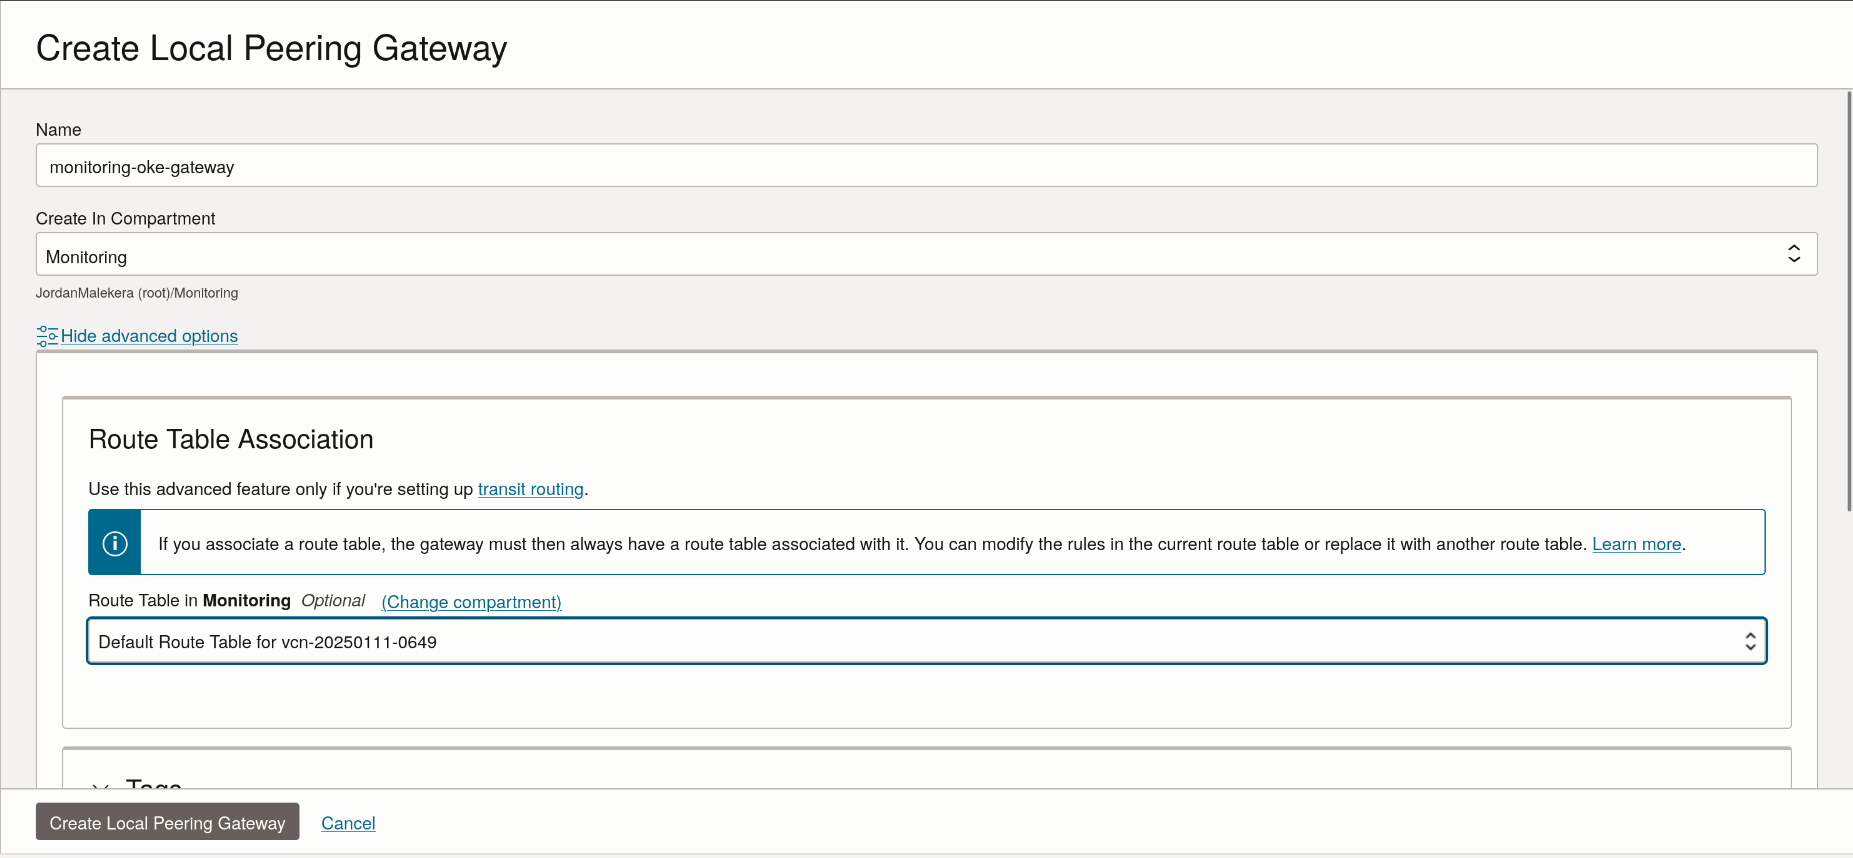 Create Local Peering Gateway
Name
monitoring-oke-gateway
Create In Compartment
Monitoring
JordanMalekera (root)/Monitoring
Hide advanced options
Route Table Association
Use this advanced feature only if you're setting up transit routing.
If you associate a route table, the gateway must then always have a route table associated with it. You can modify the rules in the current route table or replace it with another route table. Learn more.
Route Table in Monitoring Optional (Change compartment)
Default Route Table for vcn-20250111-0649
Tags
Create Local Peering Gateway Cancel